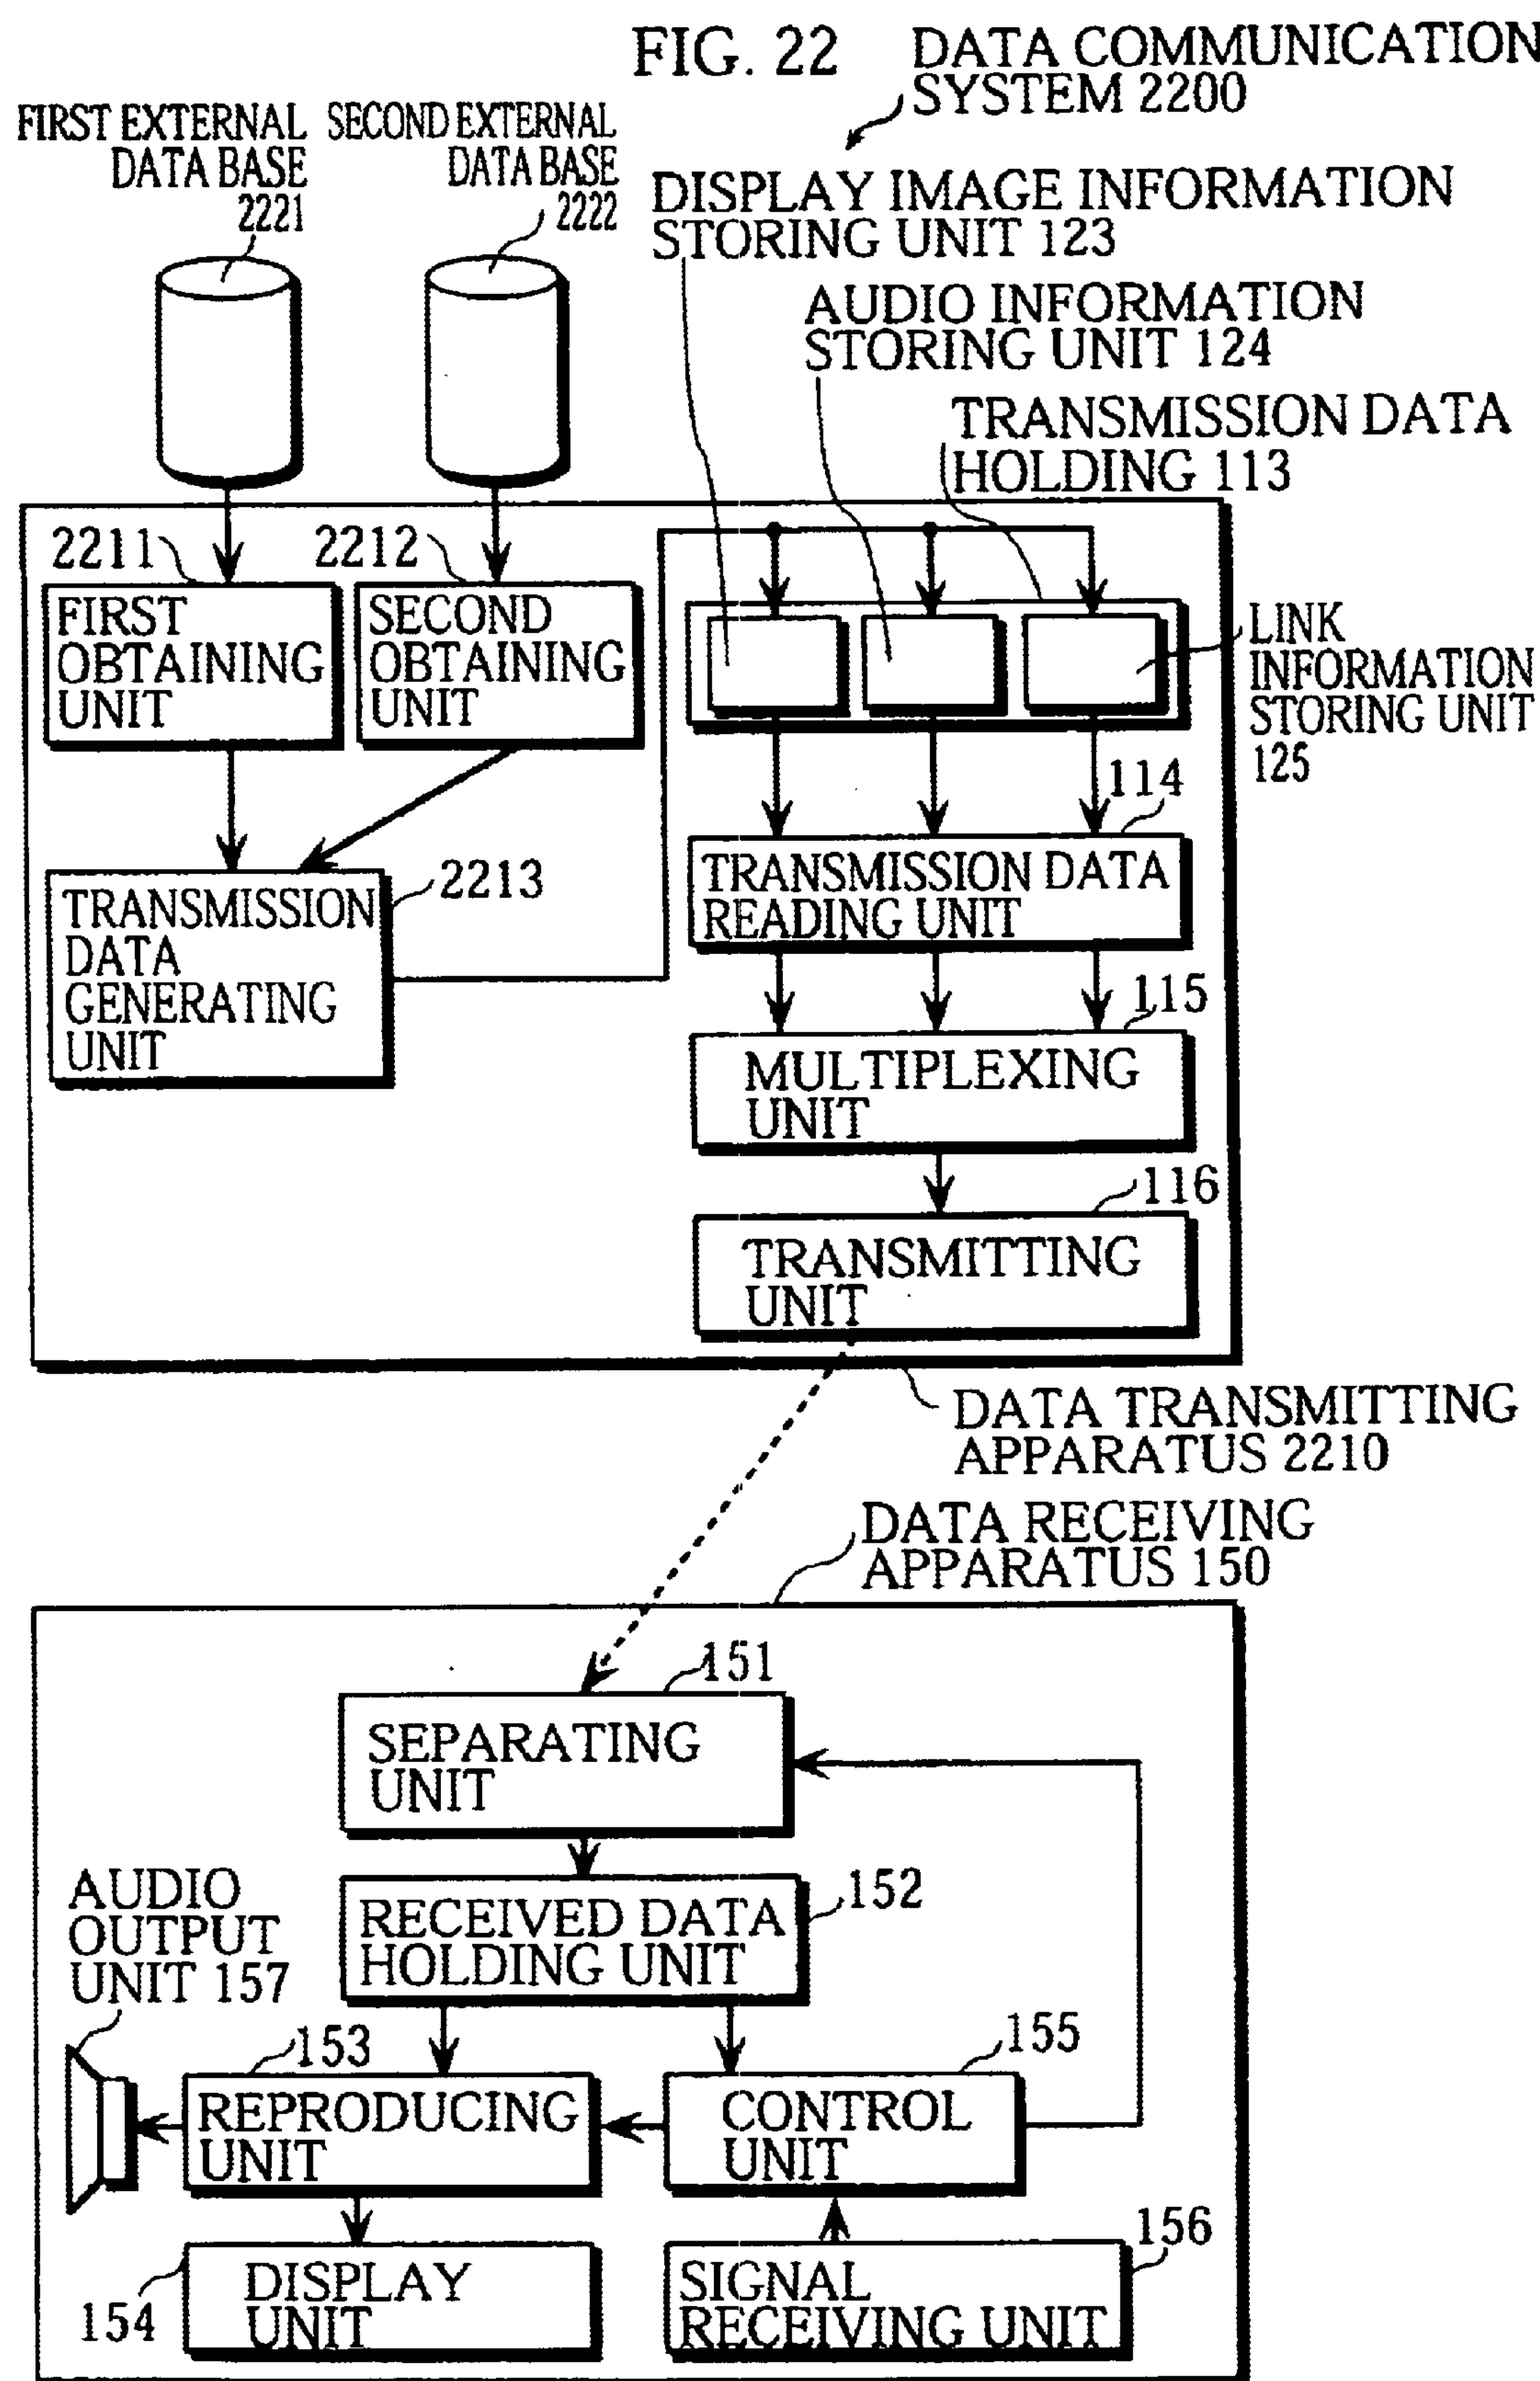 FIG. 22
DATA COMMUNICATION
SYSTEM 2200
FIRST EXTERNAL
DATA BASE
2221
SECOND EXTERNAL
DATA BASE
2222
DISPLAY IMAGE INFORMATION
STORING UNIT 123
AUDIO INFORMATION
STORING UNIT 124
TRANSMISSION DATA
HOLDING 113
2211
FIRST
OBTAINING
UNIT
2212
SECOND
OBTAINING
UNIT
LINK
INFORMATION
STORING UNIT
125
114
TRANSMISSION DATA
READING UNIT
2213
TRANSMISSION
DATA
GENERATING
UNIT
115
MULTIPLEXING
UNIT
116
TRANSMITTING
UNIT
DATA TRANSMITTING
APPARATUS 2210
DATA RECEIVING
APPARATUS 150
151
SEPARATING
UNIT
152
RECEIVED DATA
HOLDING UNIT
AUDIO
OUTPUT
UNIT 157
153
REPRODUCING
UNIT
155
CONTROL
UNIT
154
DISPLAY
UNIT
156
SIGNAL
RECEIVING UNIT